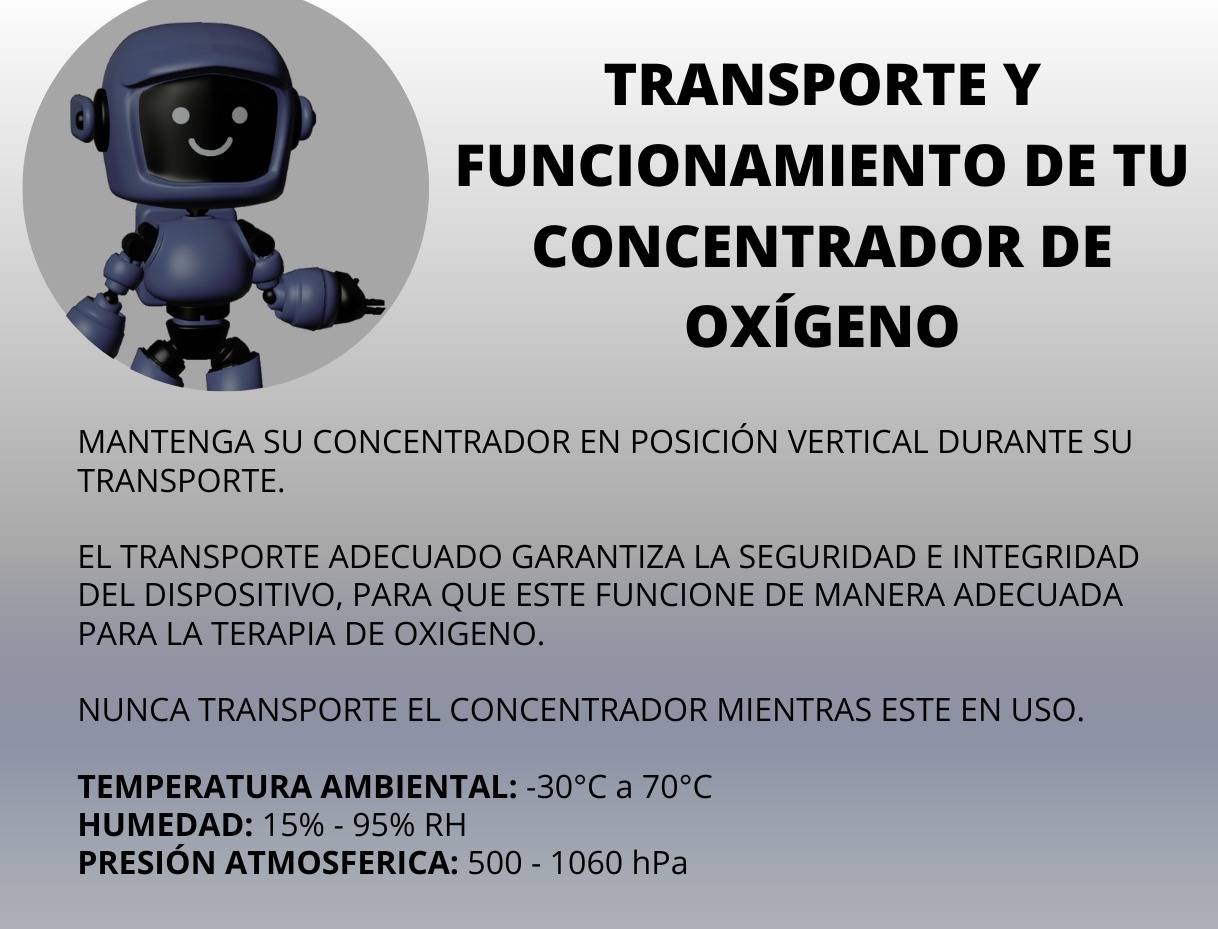 TRANSPORTE Y
FUNCIONAMIENTO DE TU
CONCENTRADOR DE
OXÍGENO
MANTENGA SU CONCENTRADOR EN POSICIÓN VERTICAL DURANTE SU
TRANSPORTE.
EL TRANSPORTE ADECUADO GARANTIZA LA SEGURIDAD E INTEGRIDAD
DEL DISPOSITIVO, PARA QUE ESTE FUNCIONE DE MANERA ADECUADA
PARA LA TERAPIA DE OXIGENO.
NUNCA TRANSPORTE EL CONCENTRADOR MIENTRAS ESTE EN USO.
TEMPERATURA AMBIENTAL: -30°C a 70°C
HUMEDAD: 15% - 95% RH
PRESIÓN ATMOSFERICA: 500 - 1060 hPa